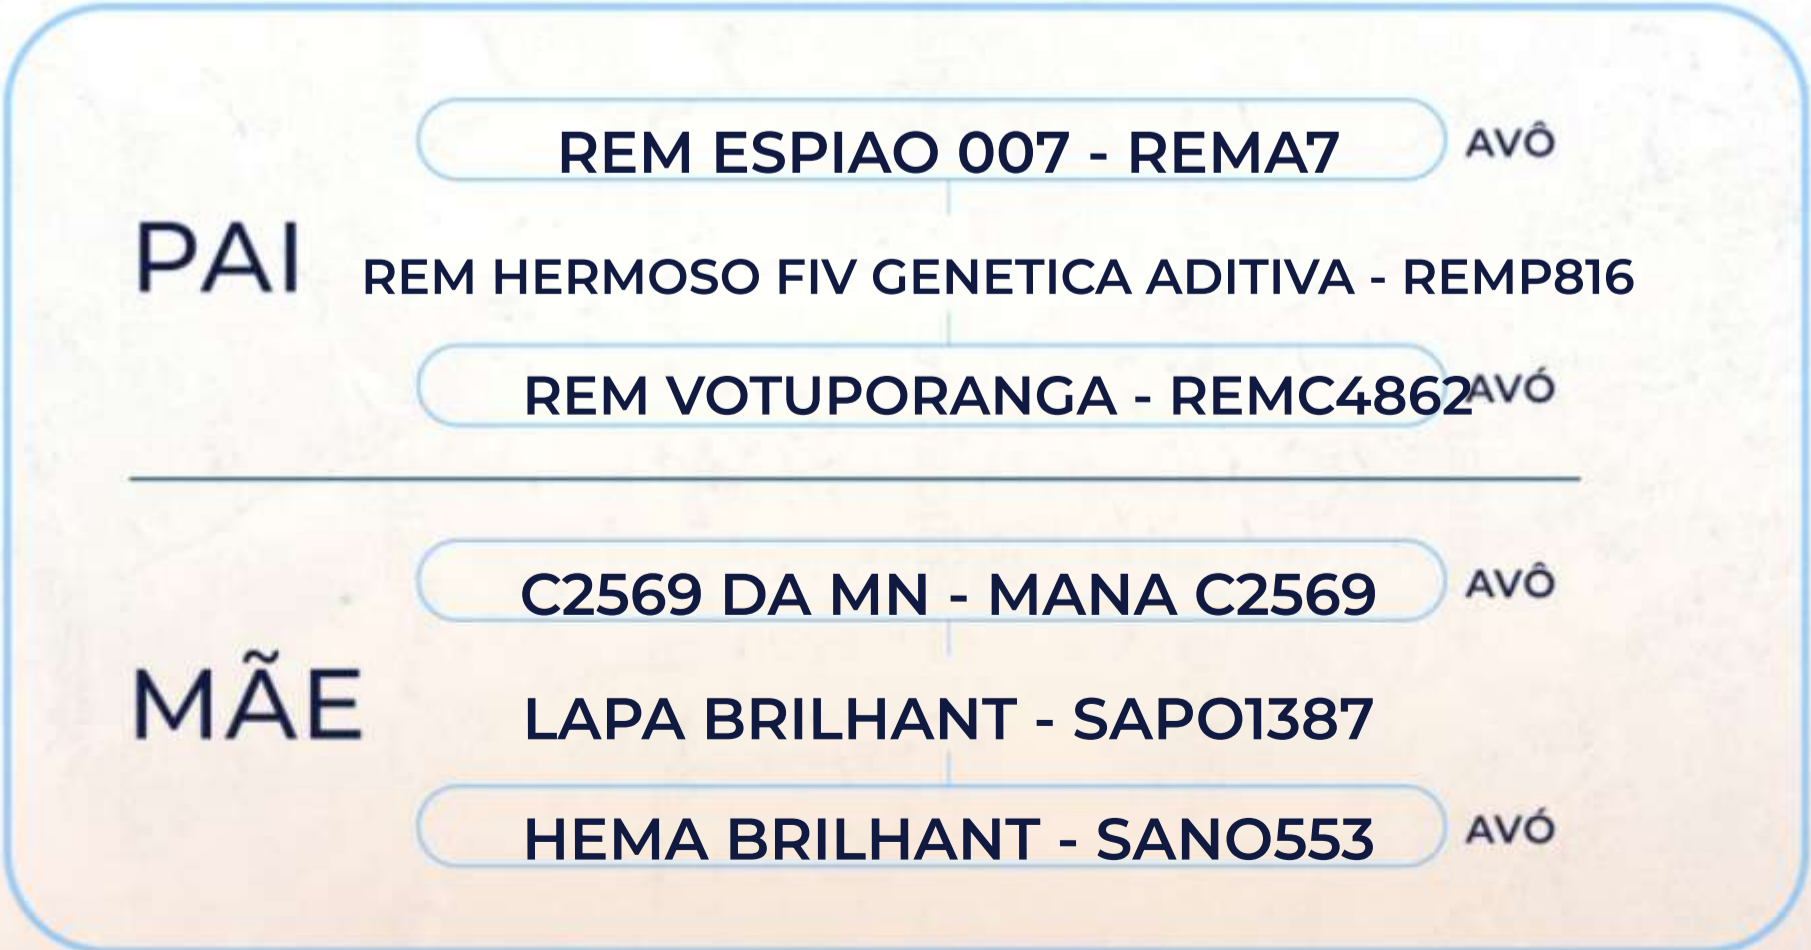 REM ESPIAO 007 - REMA7 AVÔ
PAI REM HERMOSO FIV GENETICA ADITIVA - REMP816
REM VOTUPORANGA - REMC4862 AVÓ
C2569 DA MN - MANA C2569 AVÔ
MÃE LAPA BRILHANT - SAPO1387
HEMA BRILHANT - SANO553 AVÓ